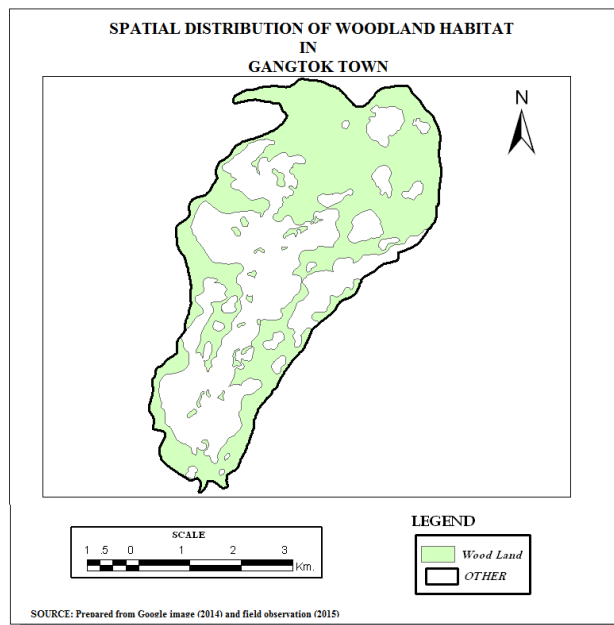 SPATIAL DISTRIBUTION OF WOODLAND HABITAT
IN
GANGTOK TOWN
N
SCALE
1 .5 0 1 2 3
Km.
LEGEND
Wood Land
OTHER
SOURCE: Prepared from Google image (2014) and field observation (2015)